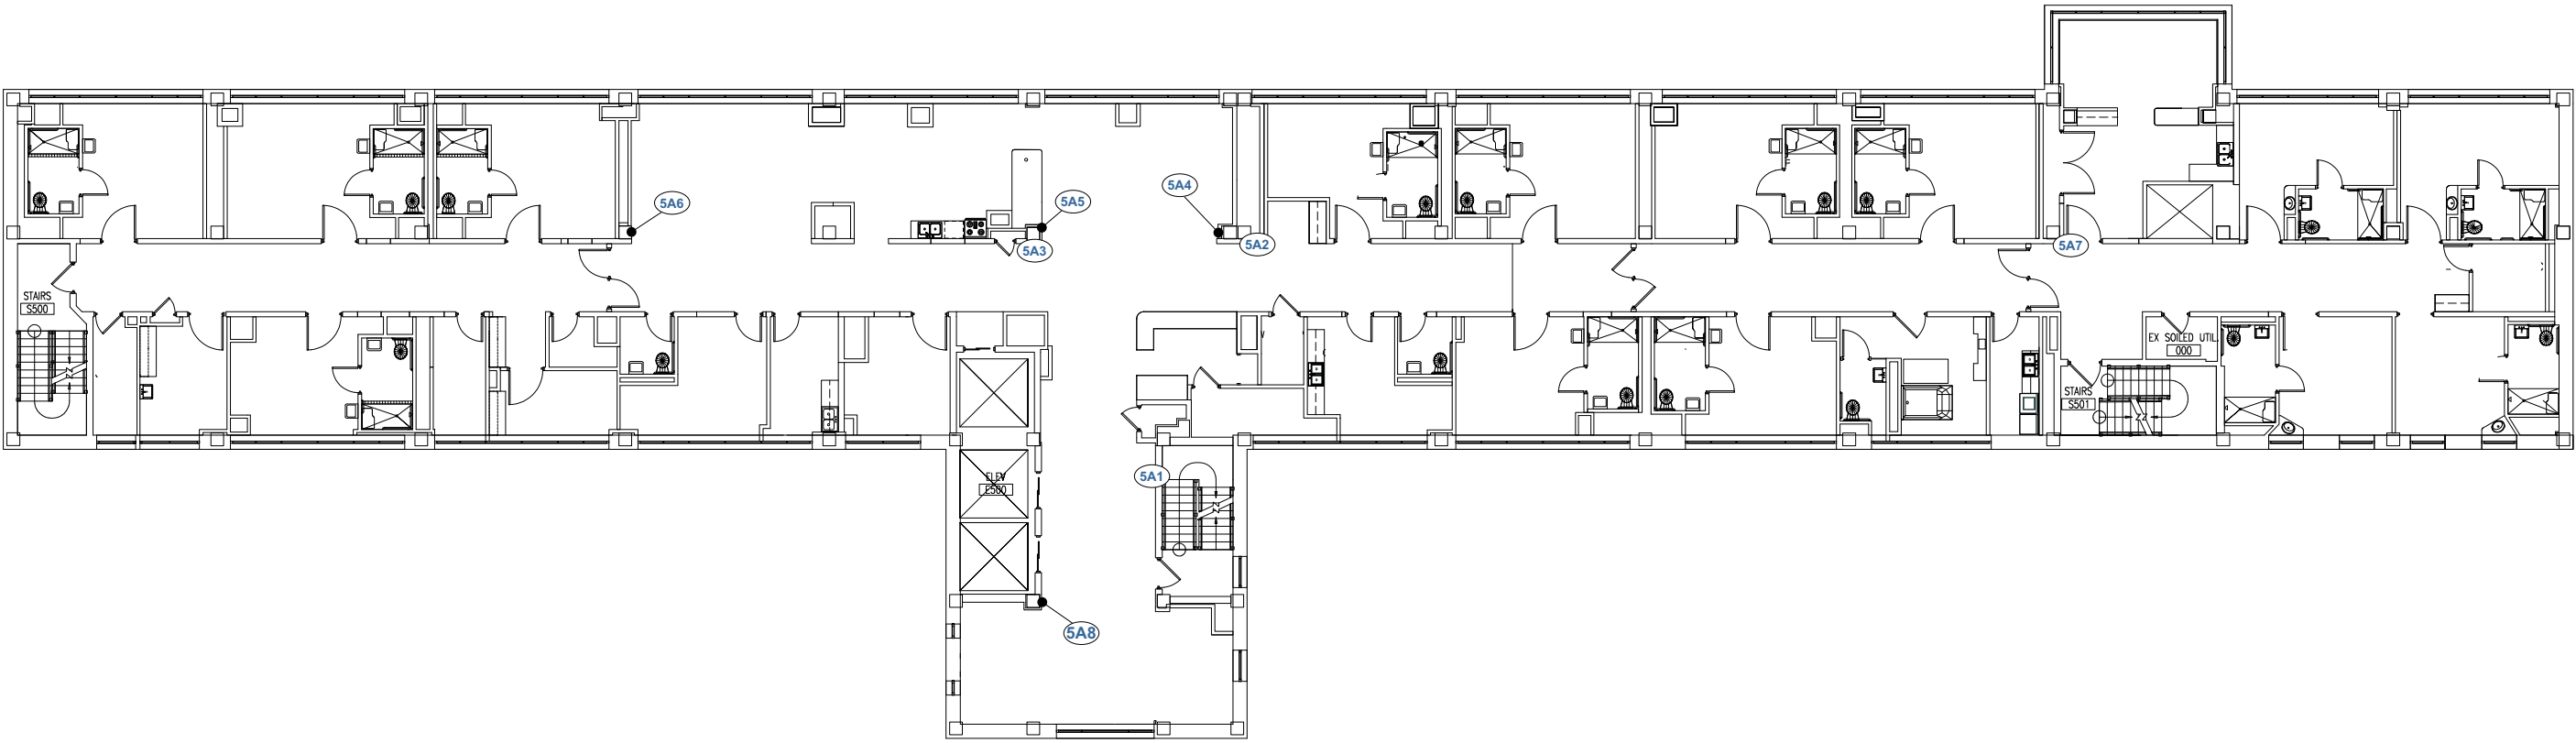 5A6
5A5
5A4
5A3
5A2
5A7
STAIRS
S500
EX SOILED UTIL.
000
STAIRS
S501
5A1
ELEV
E500
5A8